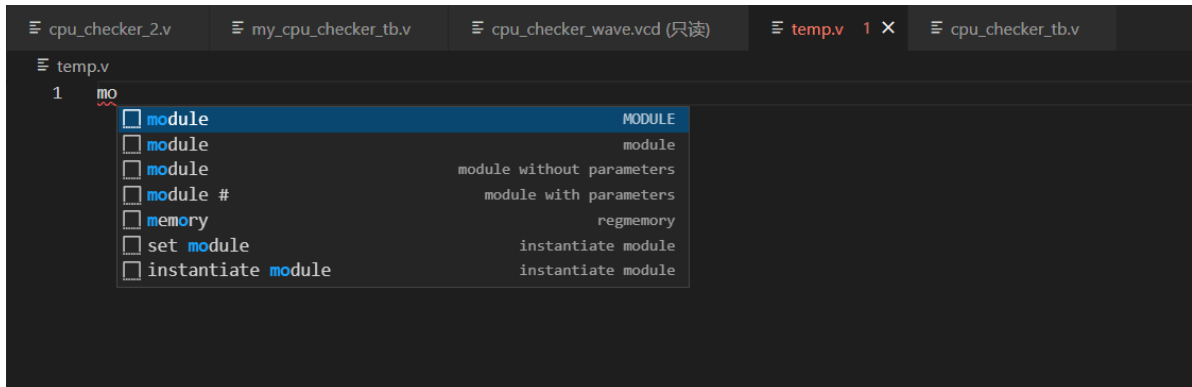 cpu_checker_2.v my_cpu_checker_tb.v cpu_checker_wave.vcd (只读) temp.v 1 cpu_checker_tb.v
temp.v
1 mo
module MODULE
module module
module module without parameters
module # module with parameters
memory regmemory
set module instantiate module
instantiate module instantiate module